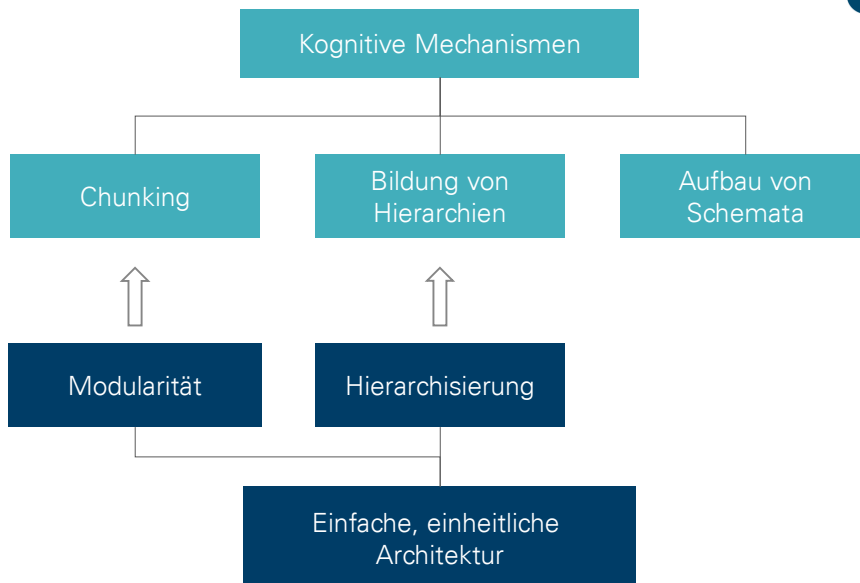 Kognitive Mechanismen
Chunking
Bildung von
Hierarchien
Aufbau von
Schemata
Modularität
Hierarchisierung
Einfache, einheitliche
Architektur